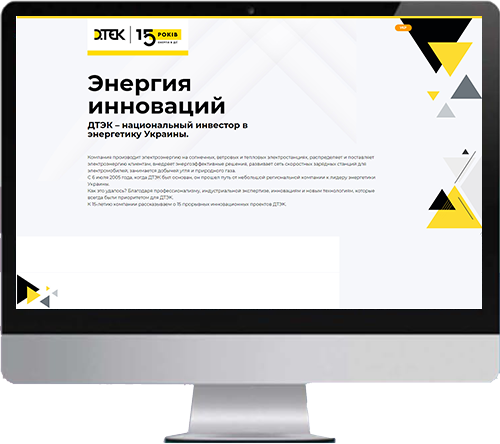 DTEK | 15 РОКІВ
Энергия
инноваций
ДТЭК – национальный инвестор в
энергетику Украины.
Компания производит электроэнергию на солнечных, ветровых и тепловых электростанциях, распределяет и поставляет
электроэнергию клиентам, внедряет энергоэффективные решения, развивает сеть скоростных зарядных станций для
электромобилей, занимается добычей угля и природного газа.
С 6 июля 2005 года, когда ДТЭК был основан, он прошел путь от небольшой региональной компании к лидеру энергетики
Украины.
Как это удалось? Благодаря профессионализму, индустриальной экспертизе, инновациям и новым технологиям, которые
всегда были приоритетом для ДТЭК.
К 15-летию компании рассказываем о 15 прорывных инновационных проектов ДТЭК.